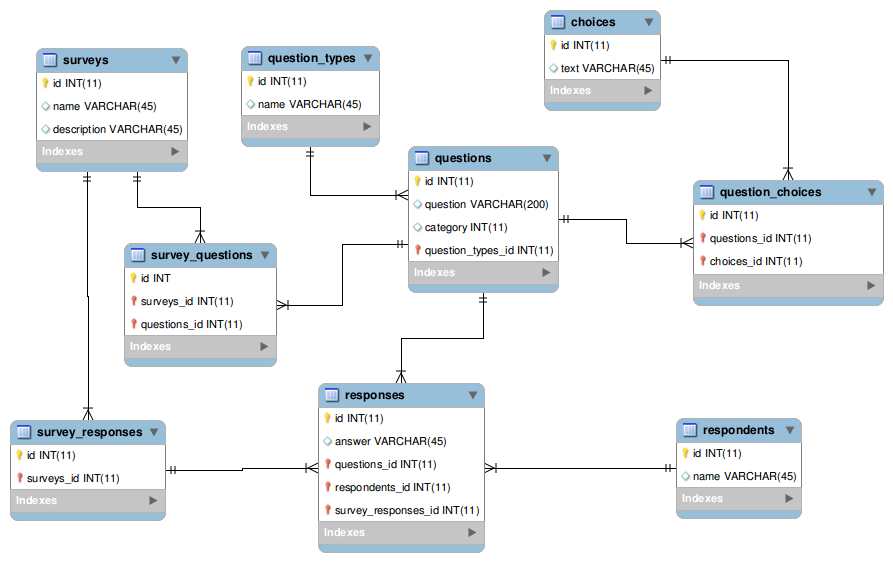 choices
id INT(11)
text VARCHAR(45)
Indexes
surveys
id INT(11)
name VARCHAR(45)
description VARCHAR(45)
Indexes
question_types
id INT(11)
name VARCHAR(45)
Indexes
questions
id INT(11)
question VARCHAR(200)
category INT(11)
question_types_id INT(11)
Indexes
question_choices
id INT(11)
questions_id INT(11)
choices_id INT(11)
Indexes
survey_questions
id INT
surveys_id INT(11)
questions_id INT(11)
Indexes
responses
id INT(11)
answer VARCHAR(45)
questions_id INT(11)
respondents_id INT(11)
survey_responses_id INT(11)
Indexes
survey_responses
id INT(11)
surveys_id INT(11)
Indexes
respondents
id INT(11)
name VARCHAR(45)
Indexes